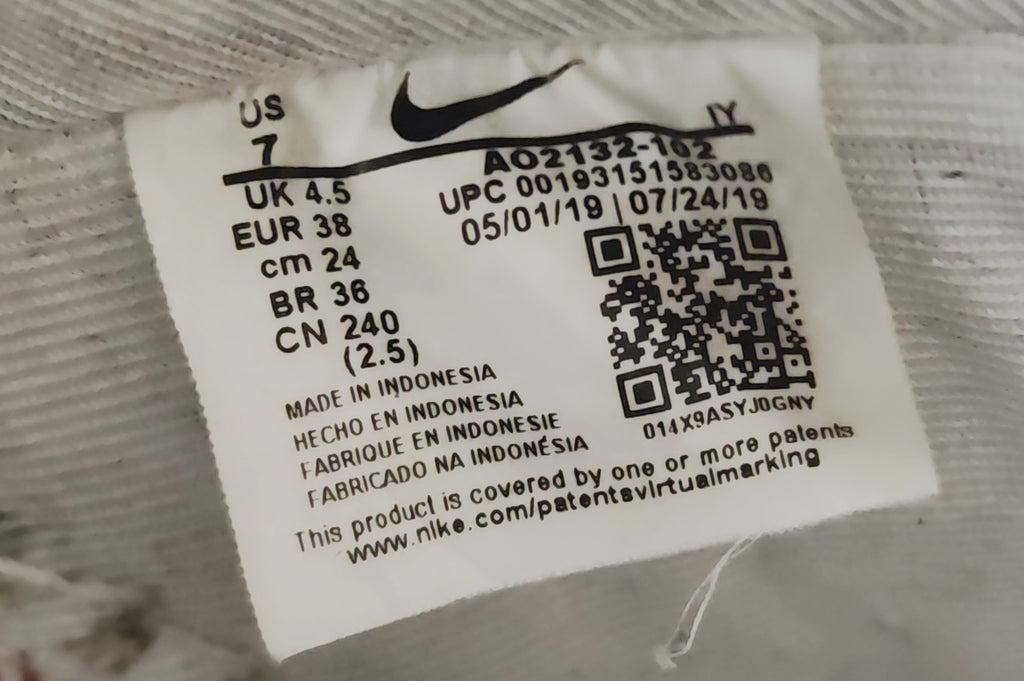 US
7
IY
AO2132-102
UPC 00193151583086
05/01/19 | 07/24/19
UK 4.5
EUR 38
cm 24
BR 36
CN 240
(2.5)
014X9ASYJ0GNY
MADE IN INDONESIA
HECHO EN INDONESIA
FABRIQUE EN INDONESIE
FABRICADO NA INDONÉSIA
This product is covered by one or more patents
www.nike.com/patentsvirtualmarking